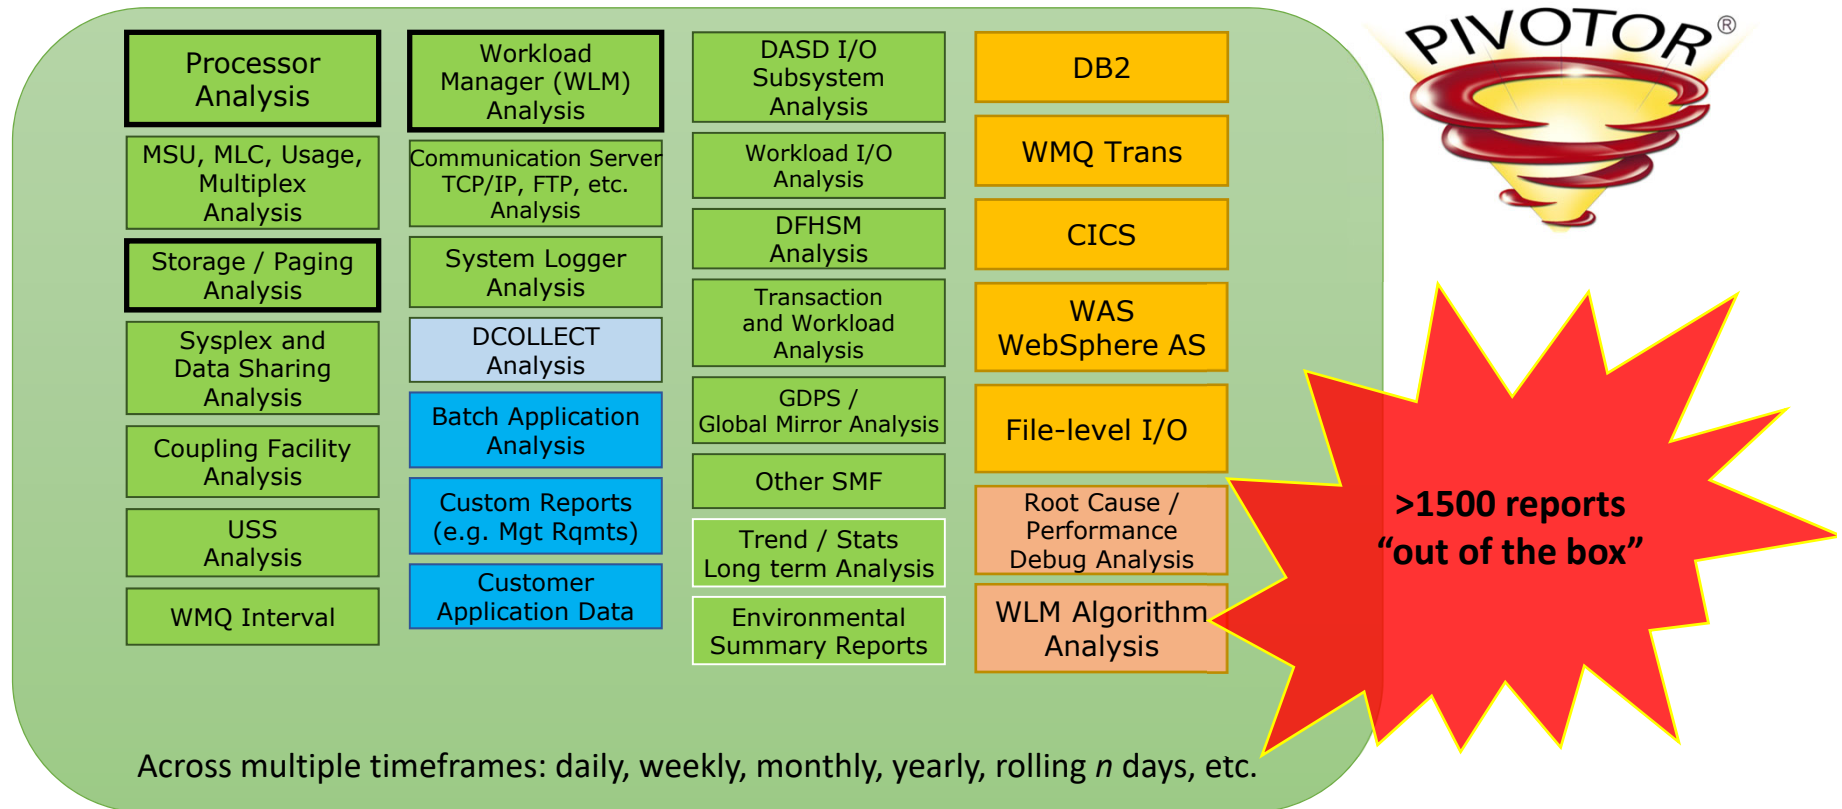 PIVOTOR®
Processor
Analysis
MSU, MLC, Usage,
Multiplex
Analysis
Storage / Paging
Analysis
Sysplex and
Data Sharing
Analysis
Coupling Facility
Analysis
USS
Analysis
WMQ Interval
Workload
Manager (WLM)
Analysis
Communication Server
TCP/IP, FTP, etc.
Analysis
System Logger
Analysis
DCOLLECT
Analysis
Batch Application
Analysis
Custom Reports
(e.g. Mgt Rqmts)
Customer
Application Data
DASD I/O
Subsystem
Analysis
Workload I/O
Analysis
DFHSM
Analysis
Transaction
and Workload
Analysis
GDPS /
Global Mirror Analysis
Other SMF
Trend / Stats
Long term Analysis
Environmental
Summary Reports
DB2
WMQ Trans
CICS
WAS
WebSphere AS
File-level I/O
Root Cause /
Performance
Debug Analysis
WLM Algorithm
Analysis
>1500 reports
“out of the box”
Across multiple timeframes: daily, weekly, monthly, yearly, rolling n days, etc.